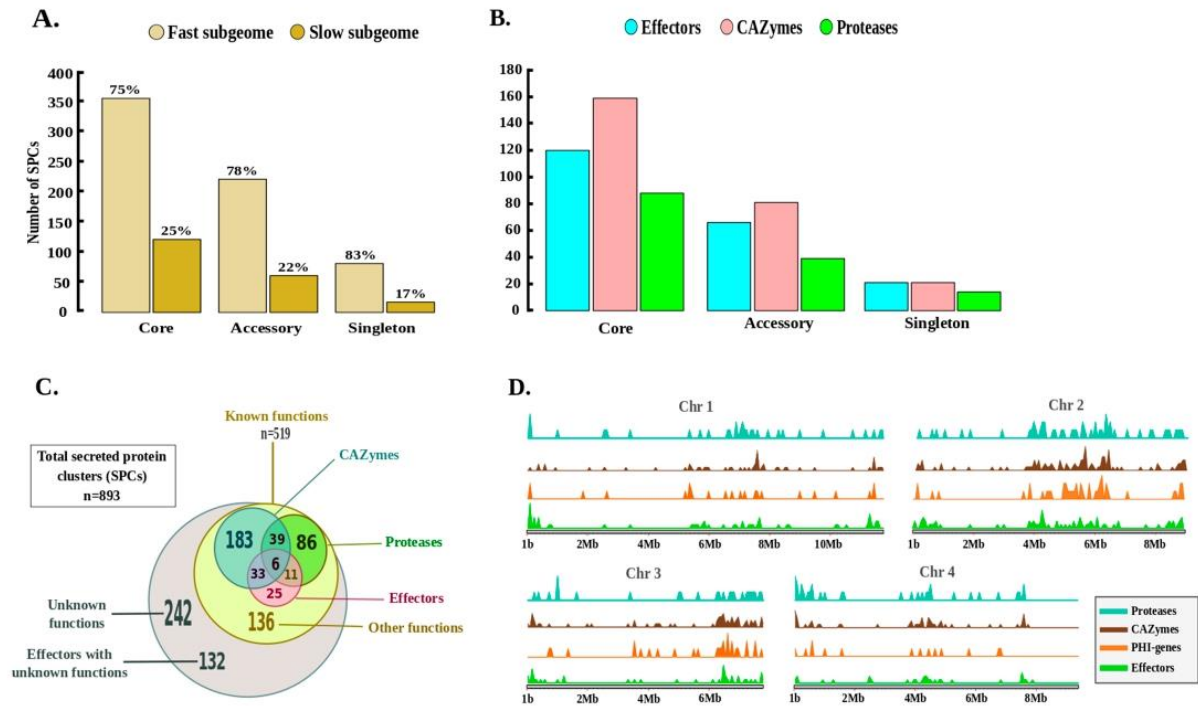 A.
Fast subgeome Slow subgeome
Number of SPCs
400
350
300
250
200
150
100
50
0
75%
25%
78%
22%
83%
17%
Core Accessory Singleton
B.
Effectors CAZymes Proteases
180
160
140
120
100
80
60
40
20
0
Core Accessory Singleton
C.
Total secreted protein
clusters (SPCs)
n=893
Known functions
n=519
CAZymes
Proteases
Effectors
Other functions
Unknown
functions
Effectors with
unknown functions
183 39 86
6
33 11
25
136
242
132
D.
Chr 1
1b 2Mb 4Mb 6Mb 8Mb 10Mb
Chr 2
1b 2Mb 4Mb 6Mb 8Mb
Chr 3
1b 2Mb 4Mb 6Mb
Chr 4
1b 2Mb 4Mb 6Mb 8Mb
Proteases
CAZymes
PHI-genes
Effectors